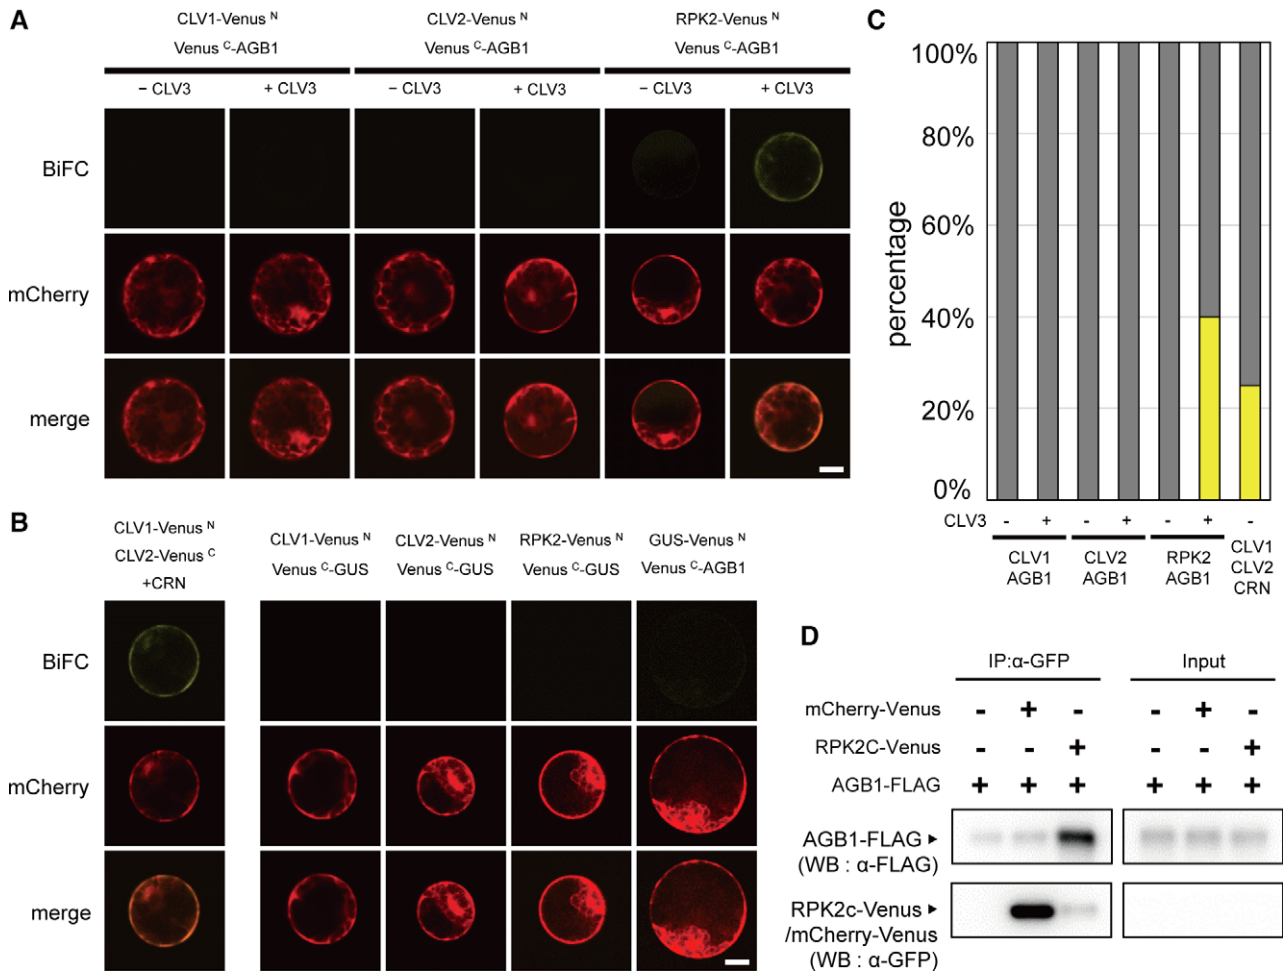 A
CLV1-Venus N
Venus C-AGB1
CLV2-Venus N
Venus C-AGB1
RPK2-Venus N
Venus C-AGB1
− CLV3
+ CLV3
− CLV3
+ CLV3
− CLV3
+ CLV3
BiFC
mCherry
merge
B
CLV1-Venus N
CLV2-Venus C
+CRN
CLV1-Venus N
Venus C-GUS
CLV2-Venus N
Venus C-GUS
RPK2-Venus N
Venus C-GUS
GUS-Venus N
Venus C-AGB1
BiFC
mCherry
merge
C
percentage
100%
80%
60%
40%
20%
0%
CLV3 - + - + - + -
CLV1
AGB1
CLV2
AGB1
RPK2
AGB1
CLV1
CLV2
CRN
D
IP:α-GFP Input
mCherry-Venus - + - - + -
RPK2C-Venus - - + - - +
AGB1-FLAG + + + + + +
AGB1-FLAG ►
(WB : α-FLAG)
RPK2c-Venus ►
/mCherry-Venus
(WB : α-GFP)